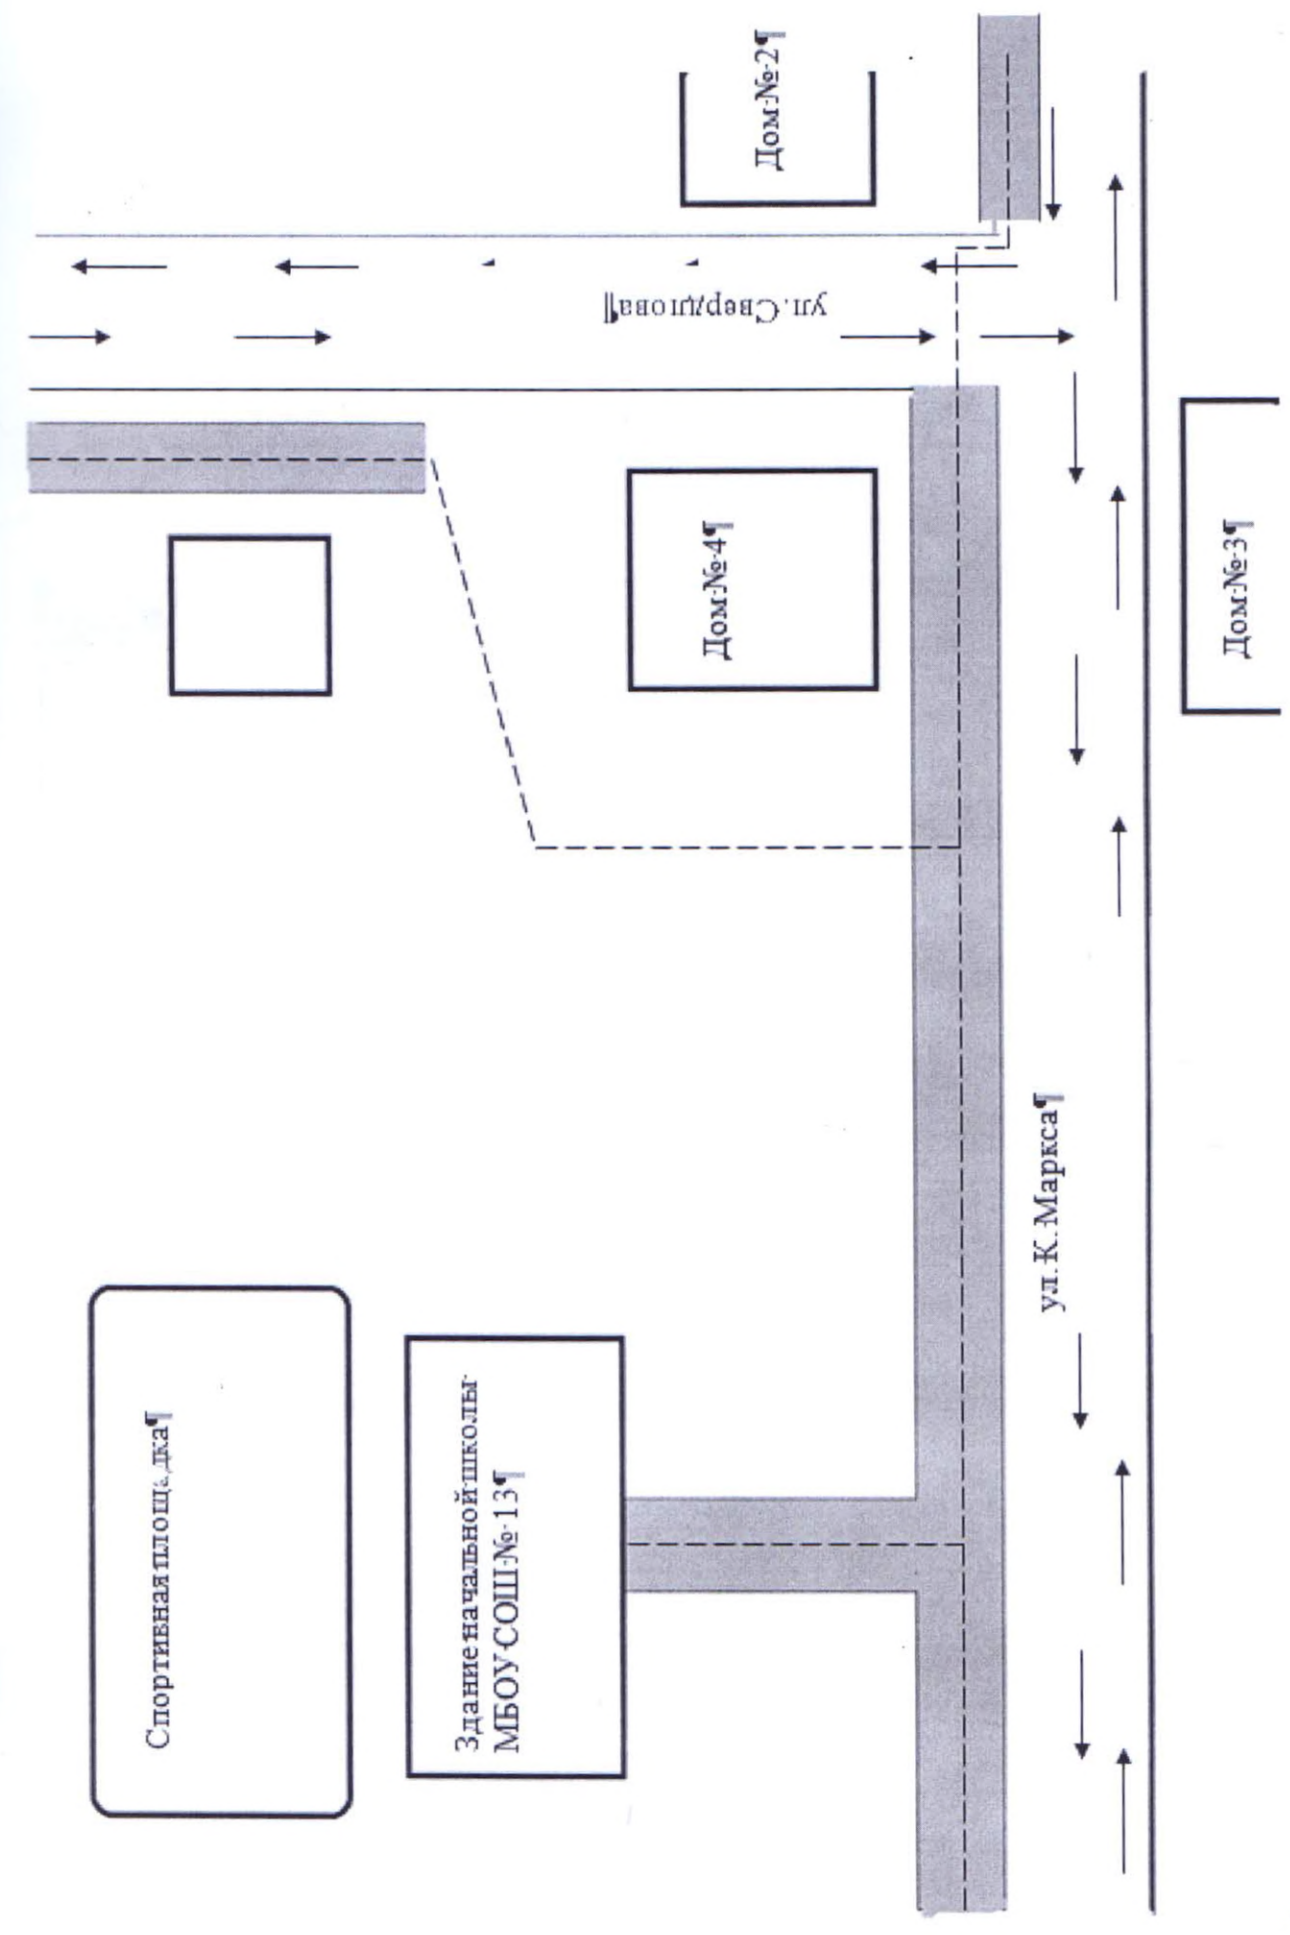 Спортивная площадка¶
Здание·начальной·школы·
МБОУ·СОШ·№·13¶
Дом·№·4¶
Дом·№·2¶
ул.·Свердлова¶
ул.·К.·Маркса¶
Дом·№·3¶